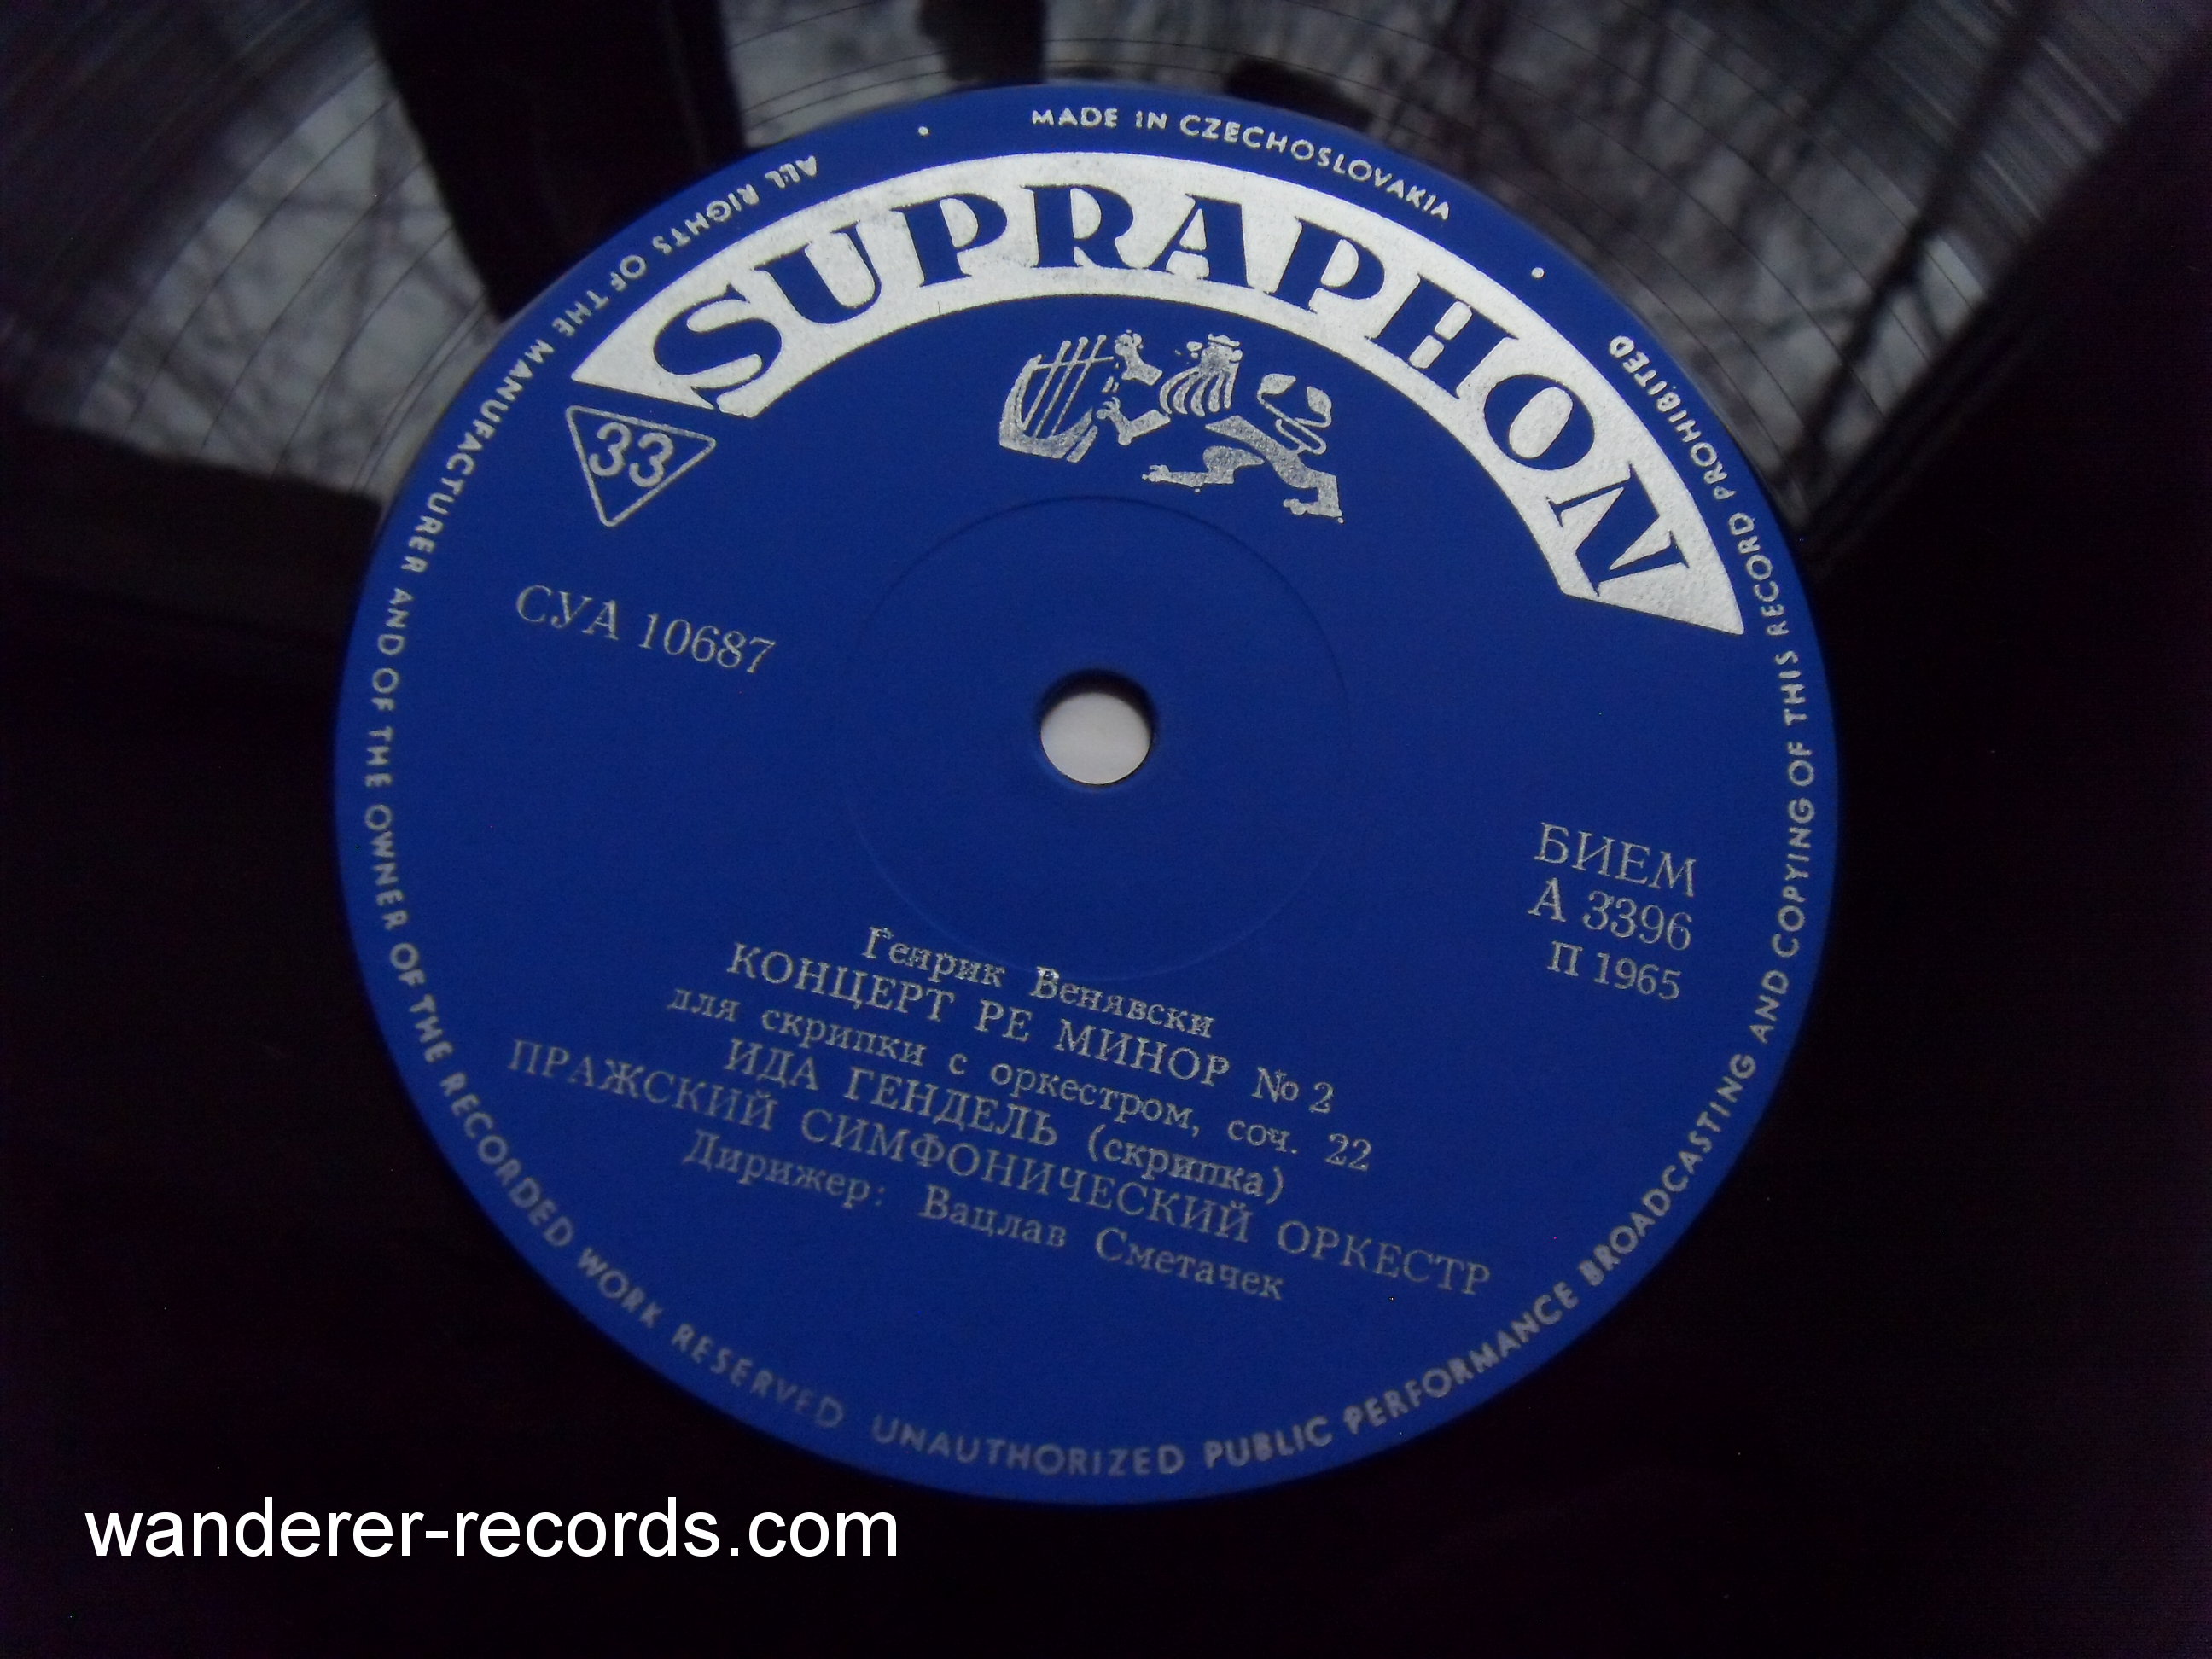 MADE IN CZECHOSLOVAKIA
ALL RIGHTS OF THE MANUFACTURER AND OF THE OWNER OF THE RECORDED WORK RESERVED UNAUTHORIZED PUBLIC PERFORMANCE BROADCASTING AND COPYING OF THIS RECORD PROHIBITED
SUPRAPHON
33
СУА 10687
БИЕМ
А 3396
П 1965
Генрик Венявски
КОНЦЕРТ РЕ МИНОР № 2
для скрипки с оркестром, соч. 22
ИДА ГЕНДЕЛЬ (скрипка)
ПРАЖСКИЙ СИМФОНИЧЕСКИЙ ОРКЕСТР
Дирижер: Вацлав Сметачек
wanderer-records.com